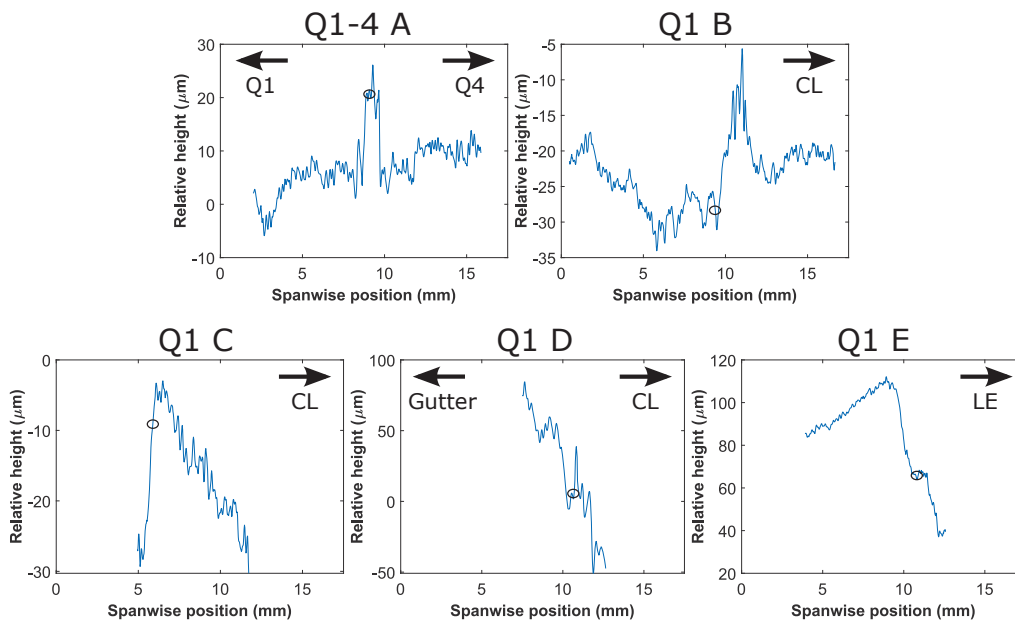 Q1-4 A
30
20
10
0
-10
0
5
10
15
Relative height (μm)
Spanwise position (mm)
Q1
Q4
Q1 B
-5
-10
-15
-20
-25
-30
-35
0
5
10
15
Relative height (μm)
Spanwise position (mm)
CL
Q1 C
0
-10
-20
-30
0
5
10
15
Relative height (μm)
Spanwise position (mm)
CL
Q1 D
100
50
0
-50
0
5
10
15
Relative height (μm)
Spanwise position (mm)
Gutter
CL
Q1 E
140
120
100
80
60
40
20
0
5
10
15
Relative height (μm)
Spanwise position (mm)
LE